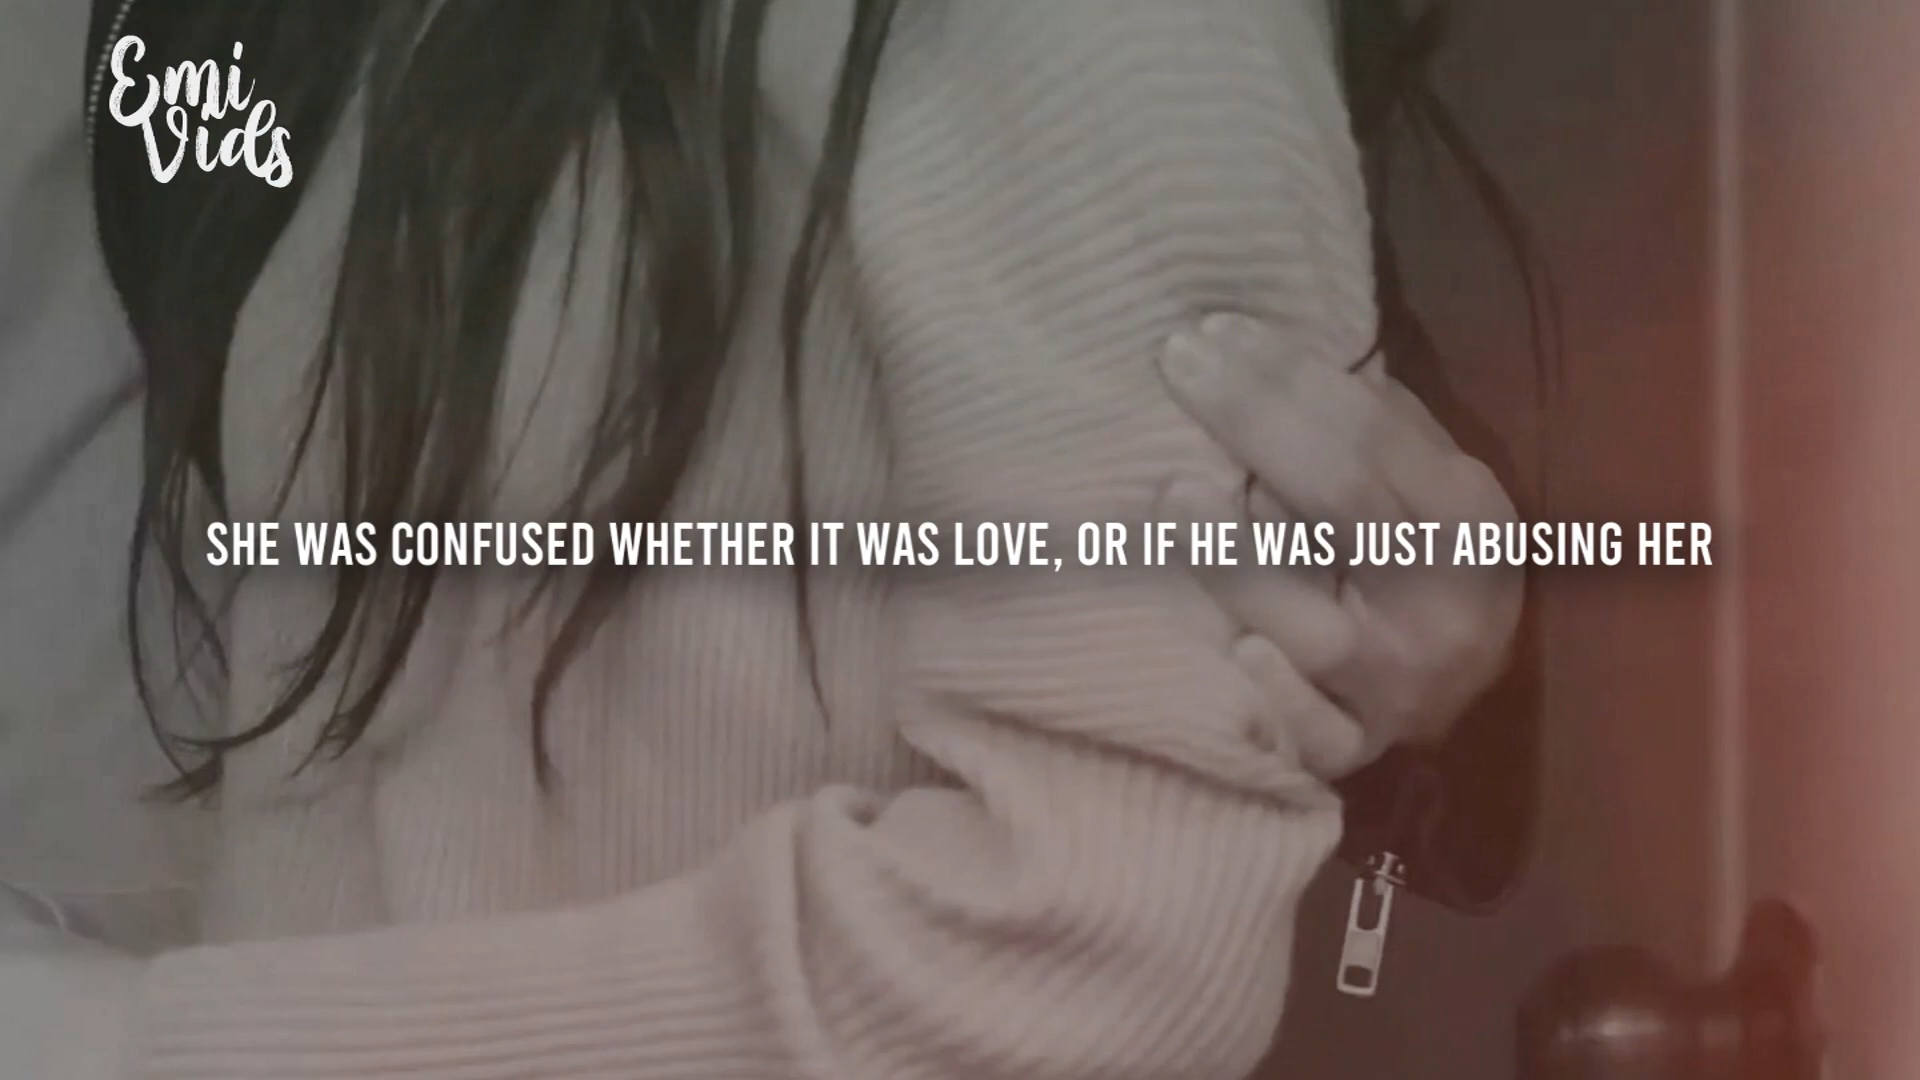 Emi
Vids
SHE WAS CONFUSED WHETHER IT WAS LOVE, OR IF HE WAS JUST ABUSING HER